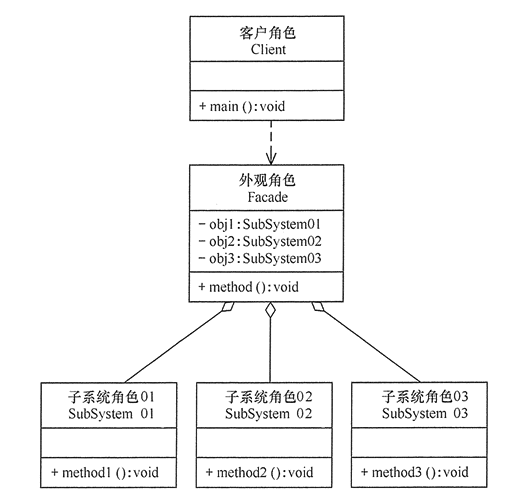 客户角色
Client
+ main ():void
外观角色
Facade
- obj1:SubSystem01
- obj2:SubSystem02
- obj3:SubSystem03
+ method ():void
子系统角色01
SubSystem 01
+ method1 ():void
子系统角色02
SubSystem 02
+ method2 ():void
子系统角色03
SubSystem 03
+ method3 ():void